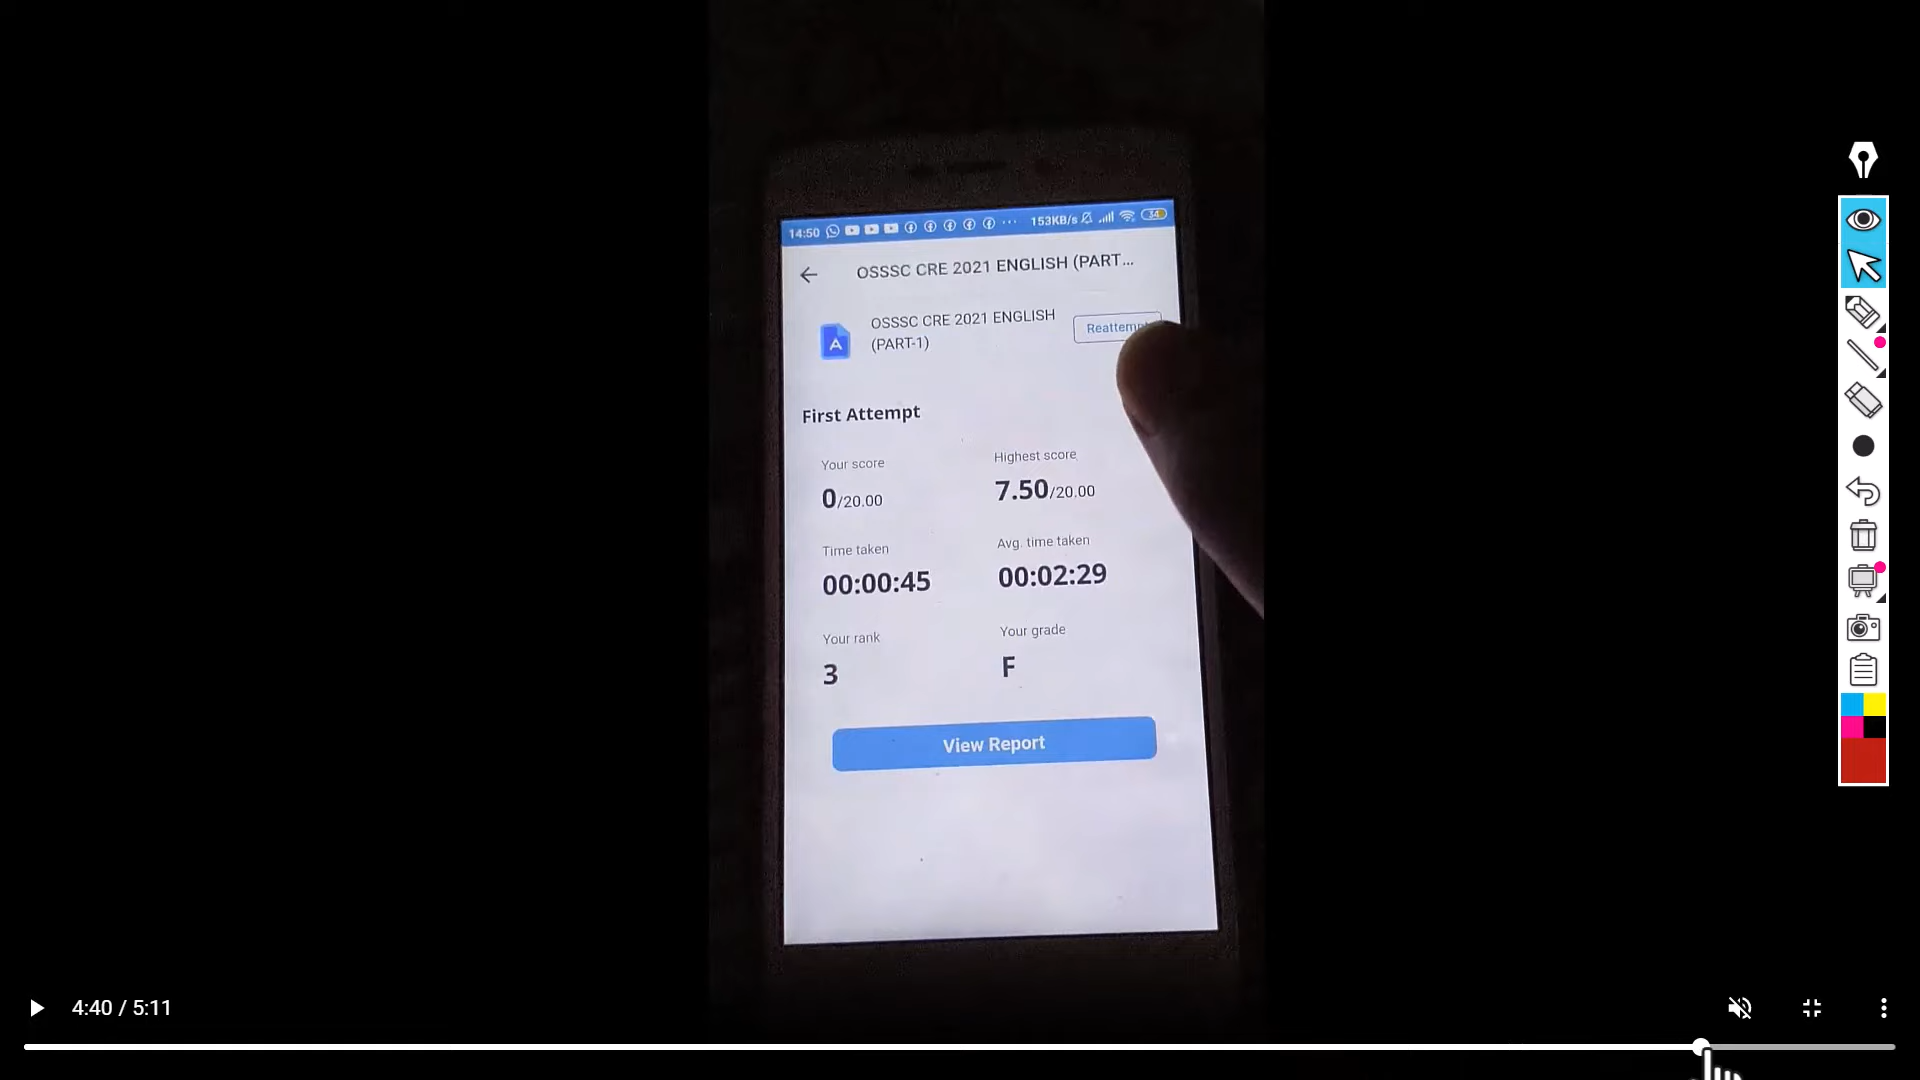 14:50 153KB/s 34
OSSSC CRE 2021 ENGLISH (PART...
OSSSC CRE 2021 ENGLISH
(PART-1)
Reattempt
First Attempt
Your score
Highest score
0/20.00
7.50/20.00
Time taken
Avg. time taken
00:00:45
00:02:29
Your rank
Your grade
3
F
View Report
4:40 / 5:11